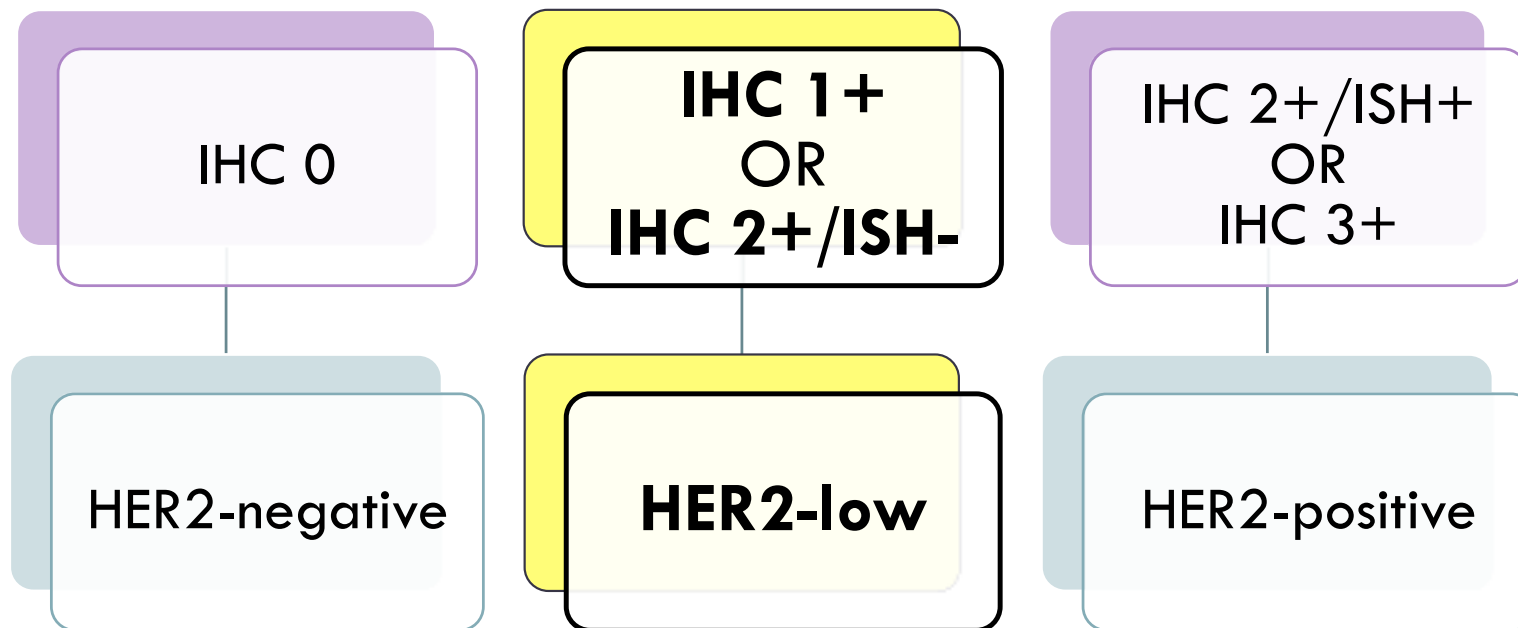 IHC 0
IHC 1+
OR
IHC 2+/ISH-
IHC 2+/ISH+
OR
IHC 3+
HER2-negative
HER2-low
HER2-positive